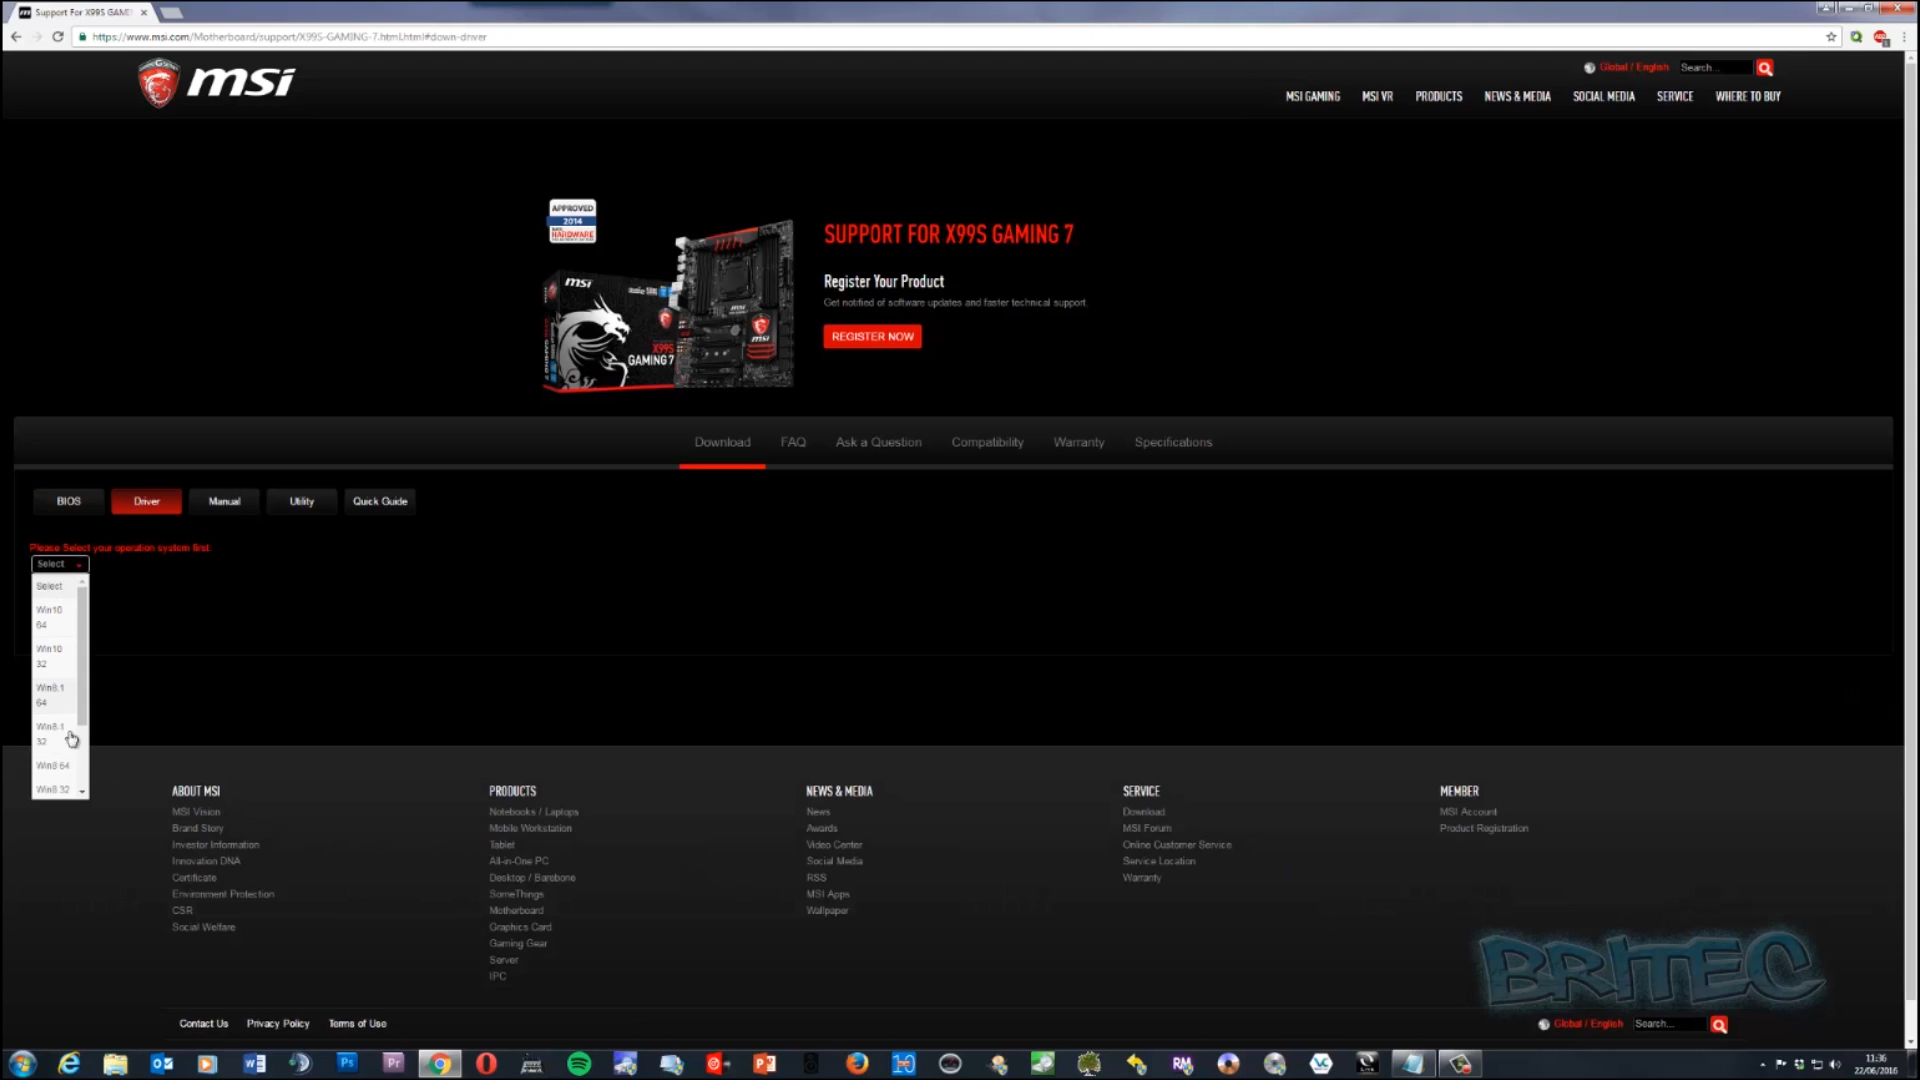 Support For X99S GAME
https://www.msi.com/Motherboard/support/X99S-GAMING-7.html.html#down-driver
msi
Global / English Search...
MSI GAMING MSI VR PRODUCTS NEWS & MEDIA SOCIAL MEDIA SERVICE WHERE TO BUY
APPROVED
2014
HARDWARE
SUPPORT FOR X99S GAMING 7
Register Your Product
Get notified of software updates and faster technical support.
REGISTER NOW
msi
X99S
GAMING 7
msi
Download FAQ Ask a Question Compatibility Warranty Specifications
BIOS Driver Manual Utility Quick Guide
Please Select your operation system first.
Select
Select
Win10
64
Win10
32
Win8.1
64
Win8.1
32
Win8 64
Win8 32
ABOUT MSI
MSI Vision
Brand Story
Investor Information
Innovation DNA
Certificate
Environment Protection
CSR
Social Welfare
PRODUCTS
Notebooks / Laptops
Mobile Workstation
Tablet
All-in-One PC
Desktop / Barebone
SomeThings
Motherboard
Graphics Card
Gaming Gear
Server
IPC
NEWS & MEDIA
News
Awards
Video Center
Social Media
RSS
MSI Apps
Wallpaper
SERVICE
Download
MSI Forum
Online Customer Service
Service Location
Warranty
MEMBER
MSI Account
Product Registration
BRITEC
Contact Us Privacy Policy Terms of Use
Global / English Search...
11:36
22/06/2016